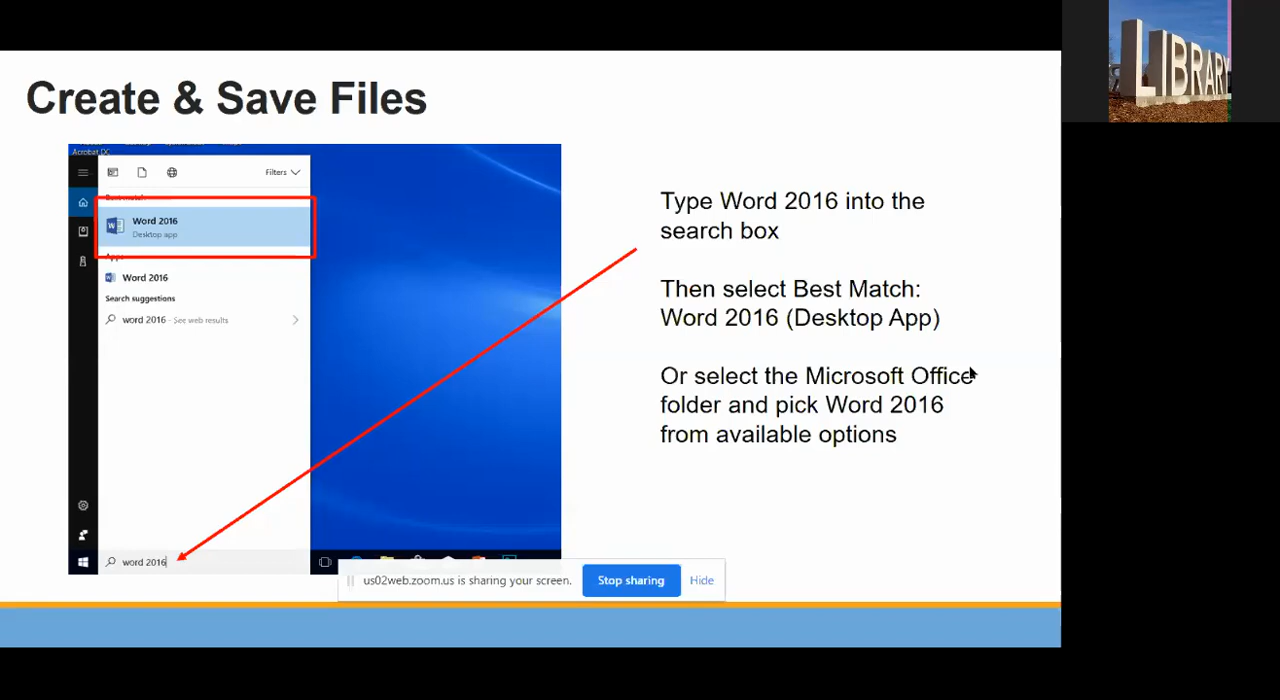 LIBRARY
Create & Save Files
Acrobat DC
Filters
Best match
Word 2016
Desktop app
Apps
Word 2016
Search suggestions
word 2016 - See web results
word 2016
Type Word 2016 into the
search box
Then select Best Match:
Word 2016 (Desktop App)
Or select the Microsoft Office
folder and pick Word 2016
from available options
us02web.zoom.us is sharing your screen.
Stop sharing
Hide